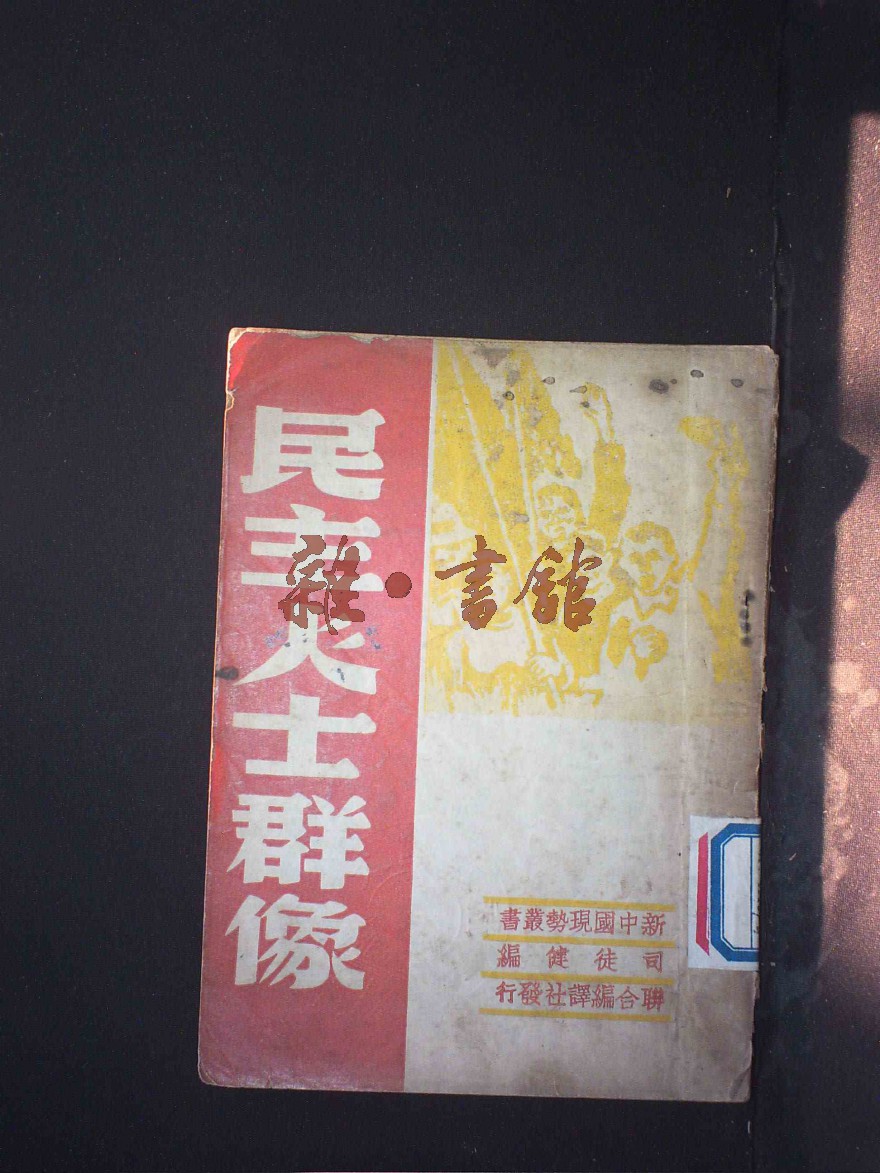 民主人士群像
雜·書館
新中國現勢叢書
司徒健編
聯合編譯社發行